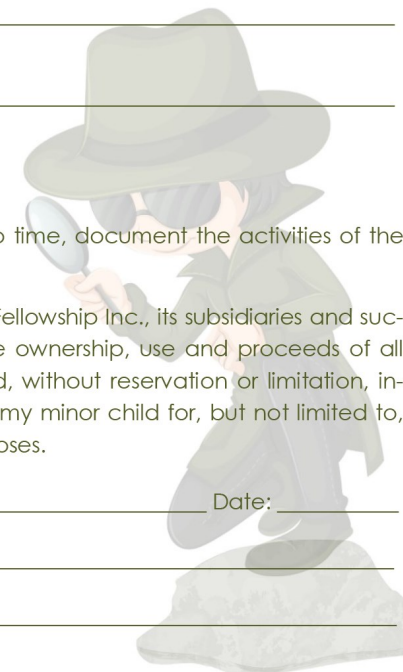 time, document the activities of the
Fellowship Inc., its subsidiaries and suc-
ownership, use and proceeds of all
without reservation or limitation, in-
my minor child for, but not limited to,
Date: